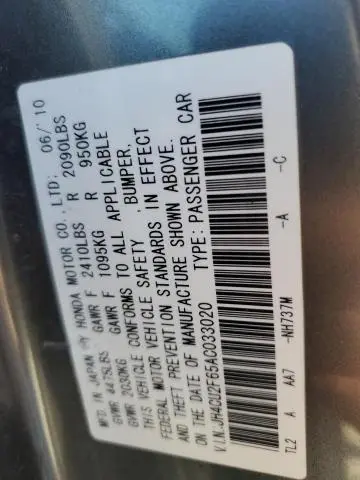 MFD. IN JAPAN BY HONDA MOTOR CO., LTD; 06/'10
GVWR 4475LBS GAWR F 2410LBS R 2090LBS
GVWR 2030KG GAWR F 1095KG R 950KG
THIS VEHICLE CONFORMS TO ALL APPLICABLE
FEDERAL MOTOR VEHICLE SAFETY, BUMPER,
AND THEFT PREVENTION STANDARDS IN EFFECT
ON THE DATE OF MANUFACTURE SHOWN ABOVE.
V.I.N:JH4CU2F65AC033020 TYPE:PASSENGER CAR
TL2 A AA7 -NH737M -A -C